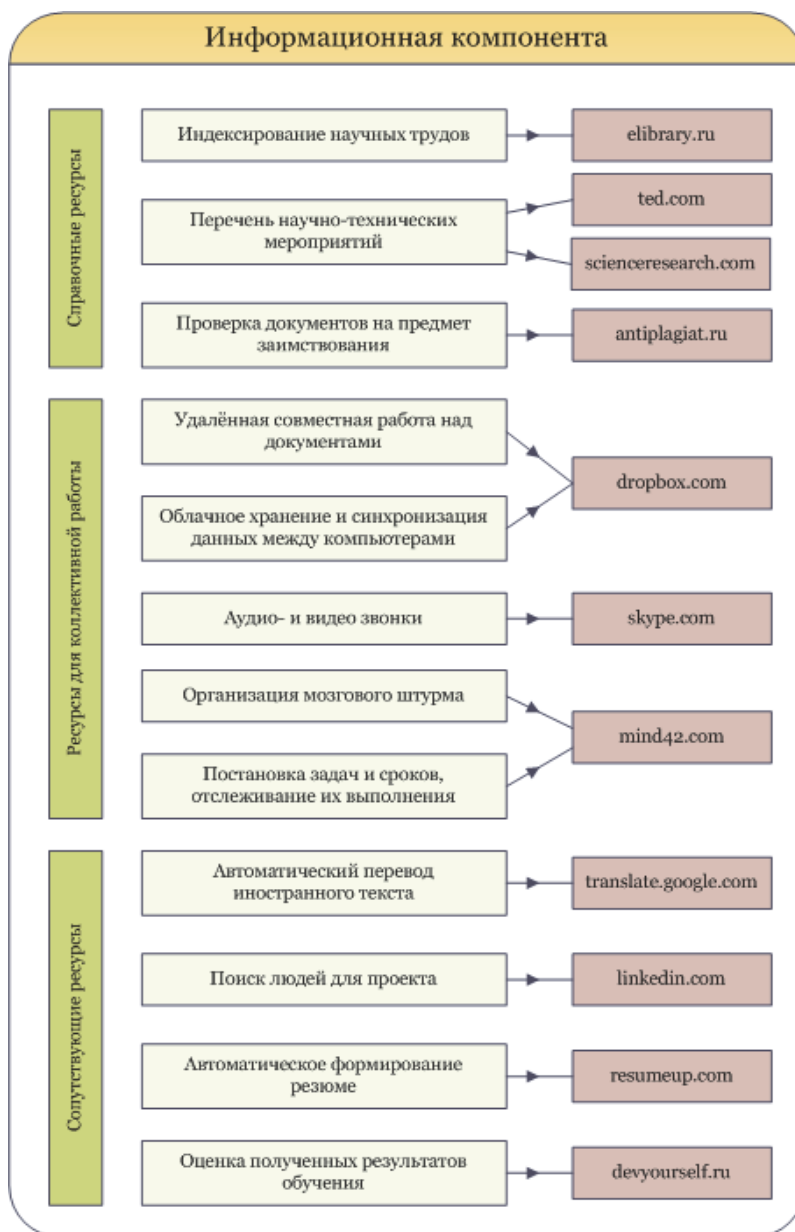 Информационная компонента
Справочные ресурсы
Индексирование научных трудов
elibrary.ru
Перечень научно-технических
мероприятий
ted.com
scienceresearch.com
Проверка документов на предмет
заимствования
antiplagiat.ru
Ресурсы для коллективной работы
Удалённая совместная работа над
документами
Облачное хранение и синхронизация
данных между компьютерами
dropbox.com
Аудио- и видео звонки
skype.com
Организация мозгового штурма
Постановка задач и сроков,
отслеживание их выполнения
mind42.com
Сопутствующие ресурсы
Автоматический перевод
иностранного текста
translate.google.com
Поиск людей для проекта
linkedin.com
Автоматическое формирование
резюме
resumeup.com
Оценка полученных результатов
обучения
devyourself.ru